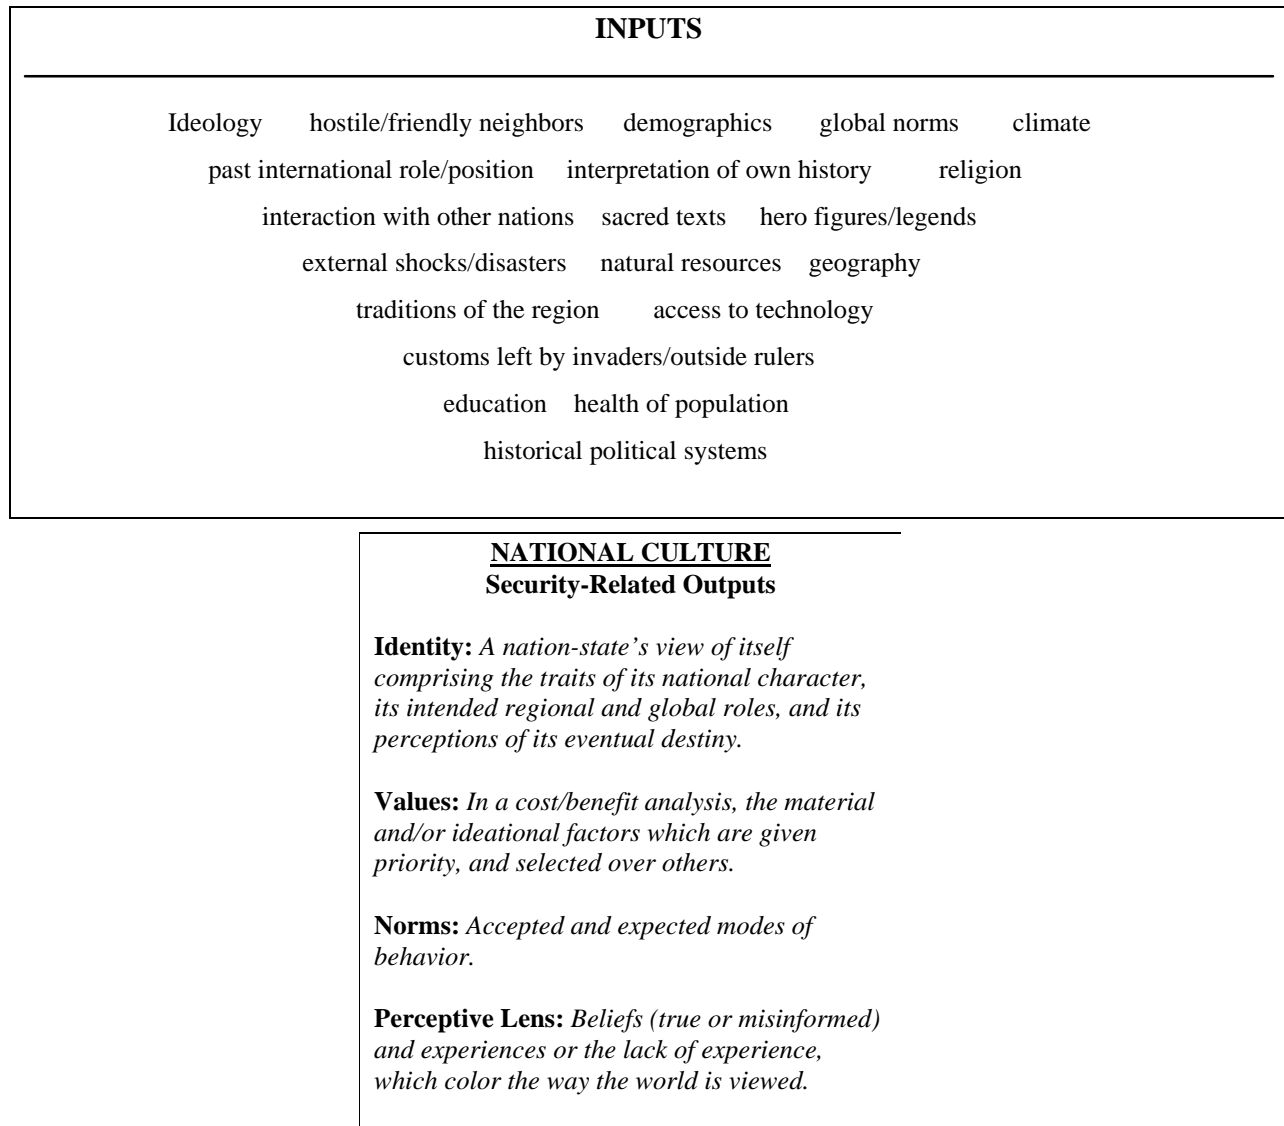 INPUTS
Ideology hostile/friendly neighbors demographics global norms climate
past international role/position interpretation of own history religion
interaction with other nations sacred texts hero figures/legends
external shocks/disasters natural resources geography
traditions of the region access to technology
customs left by invaders/outside rulers
education health of population
historical political systems
NATIONAL CULTURE
Security-Related Outputs
Identity: A nation-state’s view of itself
comprising the traits of its national character,
its intended regional and global roles, and its
perceptions of its eventual destiny.
Values: In a cost/benefit analysis, the material
and/or ideational factors which are given
priority, and selected over others.
Norms: Accepted and expected modes of
behavior.
Perceptive Lens: Beliefs (true or misinformed)
and experiences or the lack of experience,
which color the way the world is viewed.